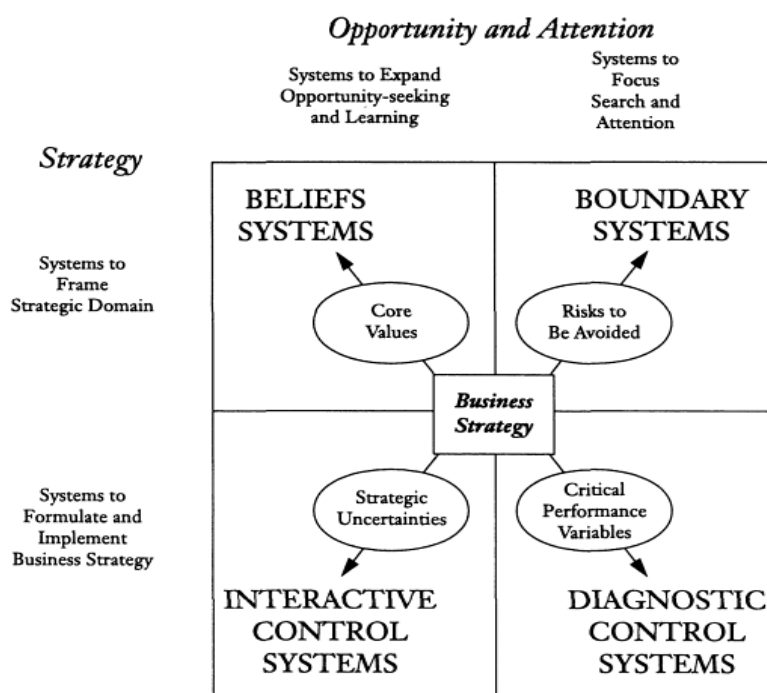 Opportunity and Attention
Systems to Expand
Opportunity-seeking
and Learning
Systems to
Focus
Search and
Attention
Strategy
BELIEFS
SYSTEMS
BOUNDARY
SYSTEMS
Systems to
Frame
Strategic Domain
Core
Values
Risks to
Be Avoided
Business
Strategy
Systems to
Formulate and
Implement
Business Strategy
Strategic
Uncertainties
Critical
Performance
Variables
INTERACTIVE
CONTROL
SYSTEMS
DIAGNOSTIC
CONTROL
SYSTEMS